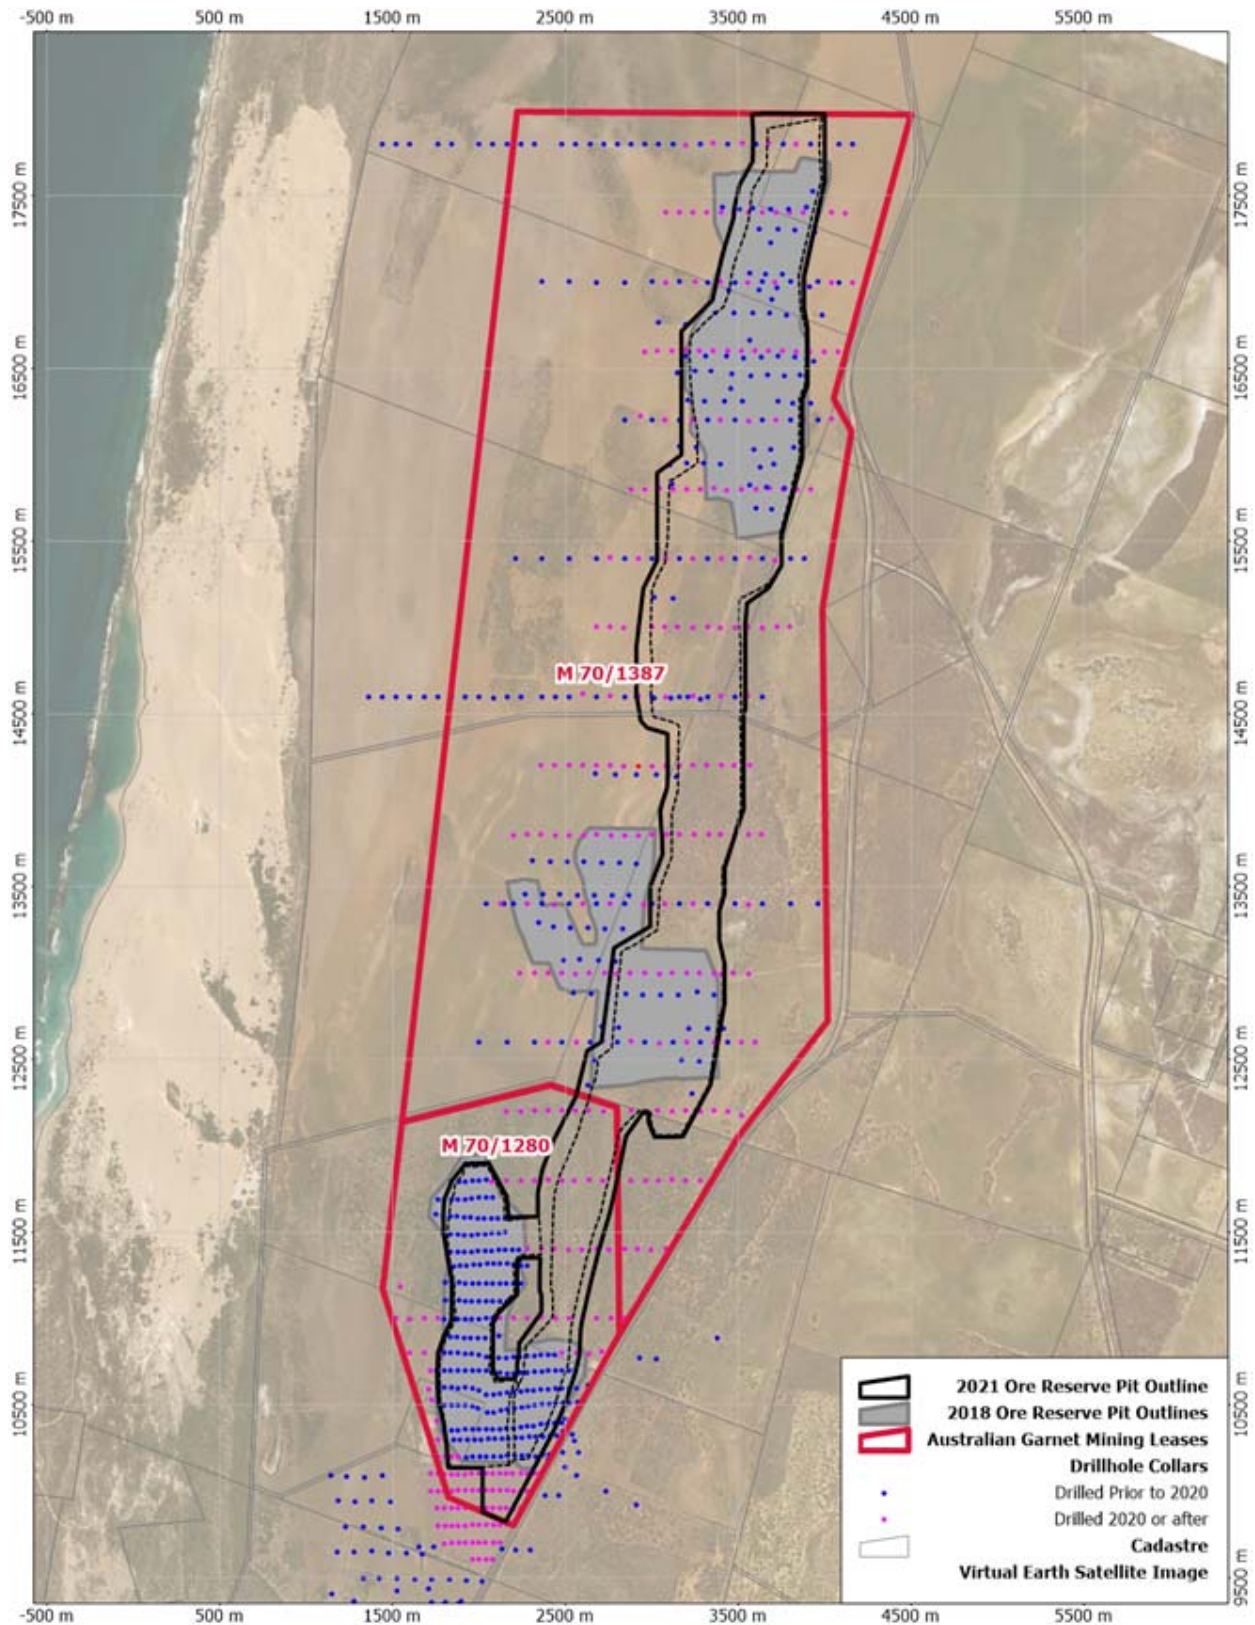 -500 m 500 m 1500 m 2500 m 3500 m 4500 m 5500 m
17500 m
17500 m
16500 m
16500 m
15500 m
15500 m
M 70/1387
14500 m
14500 m
13500 m
13500 m
12500 m
12500 m
M 70/1280
11500 m
11500 m
10500 m
10500 m
2021 Ore Reserve Pit Outline
2018 Ore Reserve Pit Outlines
Australian Garnet Mining Leases
Drillhole Collars
Drilled Prior to 2020
Drilled 2020 or after
Cadastre
Virtual Earth Satellite Image
9500 m
-500 m 500 m 1500 m 2500 m 3500 m 4500 m 5500 m